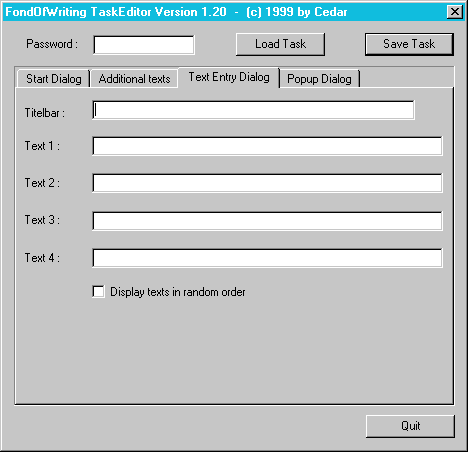 FondOfWriting TaskEditor Version 1.20 - (c) 1999 by Cedar
Password : Load Task Save Task
Start Dialog Additional texts Text Entry Dialog Popup Dialog
Titelbar :
Text 1 :
Text 2 :
Text 3 :
Text 4 :
Display texts in random order
Quit